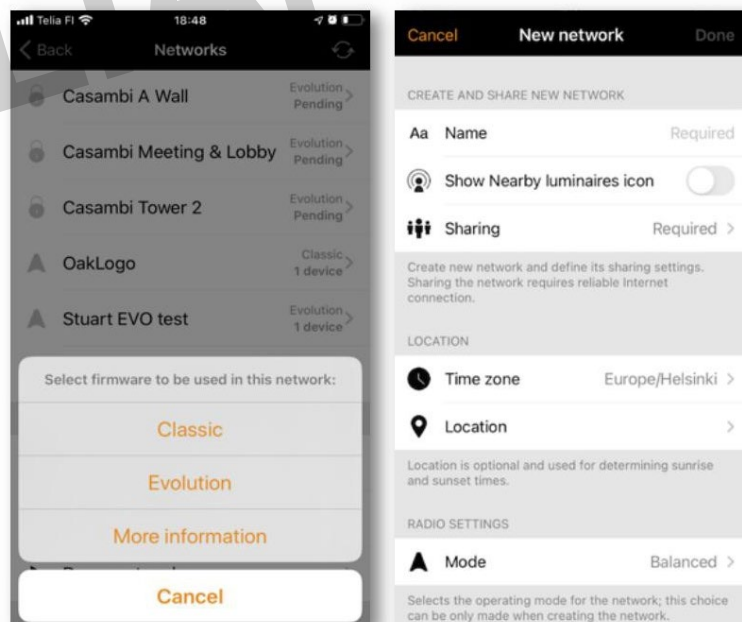 Telia FI
18:48
Back
Networks
Casambi A Wall
Evolution
Pending
Casambi Meeting & Lobby
Evolution
Pending
Casambi Tower 2
Evolution
Pending
OakLogo
Classic
1 device
Stuart EVO test
Evolution
1 device
Select firmware to be used in this network:
Classic
Evolution
More information
Cancel
Cancel
New network
Done
CREATE AND SHARE NEW NETWORK
Aa Name
Required
Show Nearby luminaires icon
Sharing
Required
Create new network and define its sharing settings.
Sharing the network requires reliable Internet
connection.
LOCATION
Time zone
Europe/Helsinki
Location
Location is optional and used for determining sunrise
and sunset times.
RADIO SETTINGS
Mode
Balanced
Selects the operating mode for the network; this choice
can be only made when creating the network.